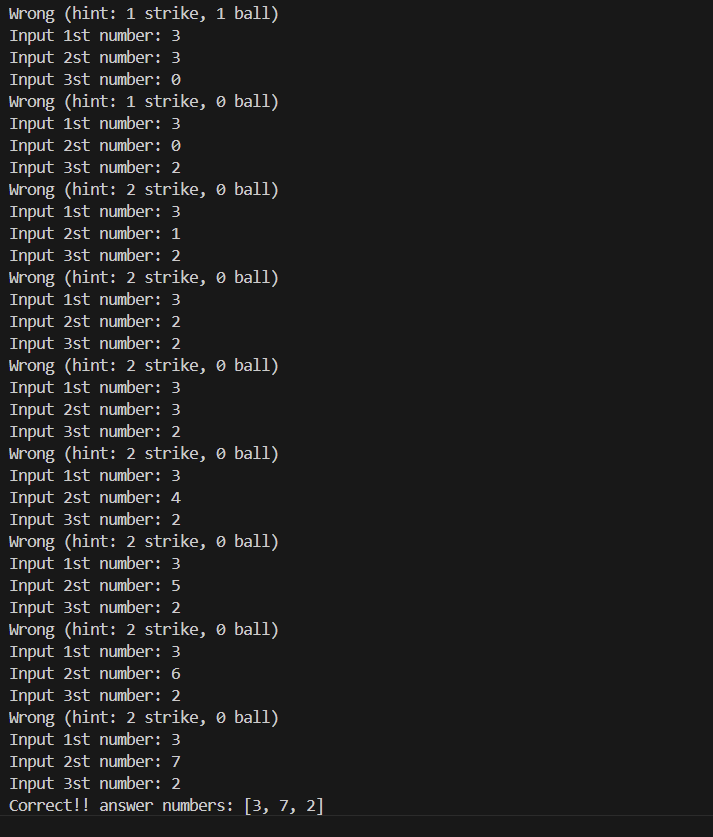 Wrong (hint: 1 strike, 1 ball)
Input 1st number: 3
Input 2st number: 3
Input 3st number: 0
Wrong (hint: 1 strike, 0 ball)
Input 1st number: 3
Input 2st number: 0
Input 3st number: 2
Wrong (hint: 2 strike, 0 ball)
Input 1st number: 3
Input 2st number: 1
Input 3st number: 2
Wrong (hint: 2 strike, 0 ball)
Input 1st number: 3
Input 2st number: 2
Input 3st number: 2
Wrong (hint: 2 strike, 0 ball)
Input 1st number: 3
Input 2st number: 3
Input 3st number: 2
Wrong (hint: 2 strike, 0 ball)
Input 1st number: 3
Input 2st number: 4
Input 3st number: 2
Wrong (hint: 2 strike, 0 ball)
Input 1st number: 3
Input 2st number: 5
Input 3st number: 2
Wrong (hint: 2 strike, 0 ball)
Input 1st number: 3
Input 2st number: 6
Input 3st number: 2
Wrong (hint: 2 strike, 0 ball)
Input 1st number: 3
Input 2st number: 7
Input 3st number: 2
Correct!! answer numbers: [3, 7, 2]